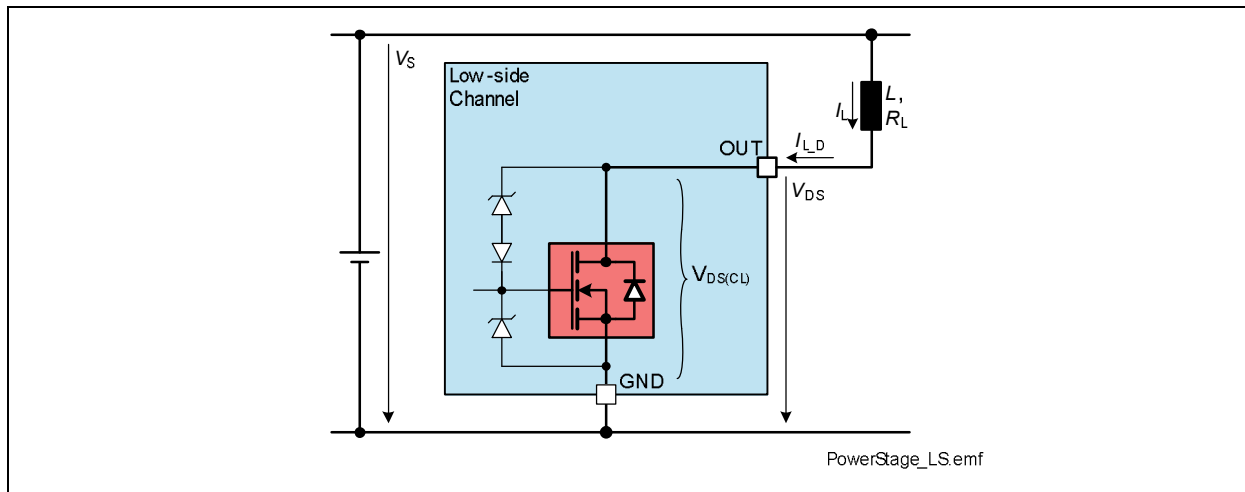 VS
Low-side
Channel
L,
RL
IL
IL_D
OUT
VDS
VDS(CL)
GND
PowerStage_LS.emf